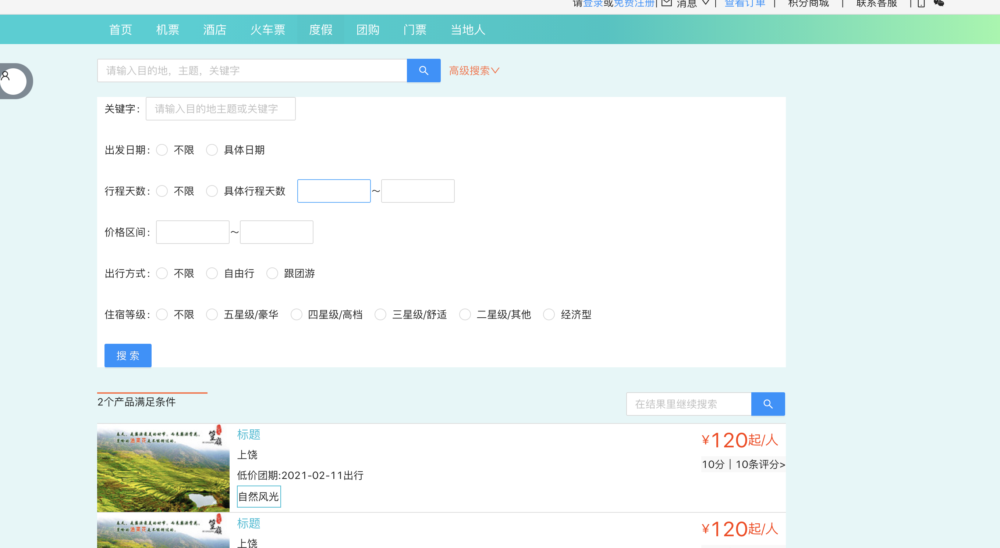 请登录或免费注册| 消息 | 查看订单 | 积分商城 | 联系客服 |
首页 机票 酒店 火车票 度假 团购 门票 当地人
请输入目的地，主题，关键字 高级搜索
关键字: 请输入目的地主题或关键字
出发日期: 不限 具体日期
行程天数: 不限 具体行程天数 ~
价格区间: ~
出行方式: 不限 自由行 跟团游
住宿等级: 不限 五星级/豪华 四星级/高档 三星级/舒适 二星级/其他 经济型
搜 索
2个产品满足条件 在结果里继续搜索
标题
¥120起/人
上饶
10分｜10条评分>
低价团期:2021-02-11出行
自然风光
标题
¥120起/人
上饶